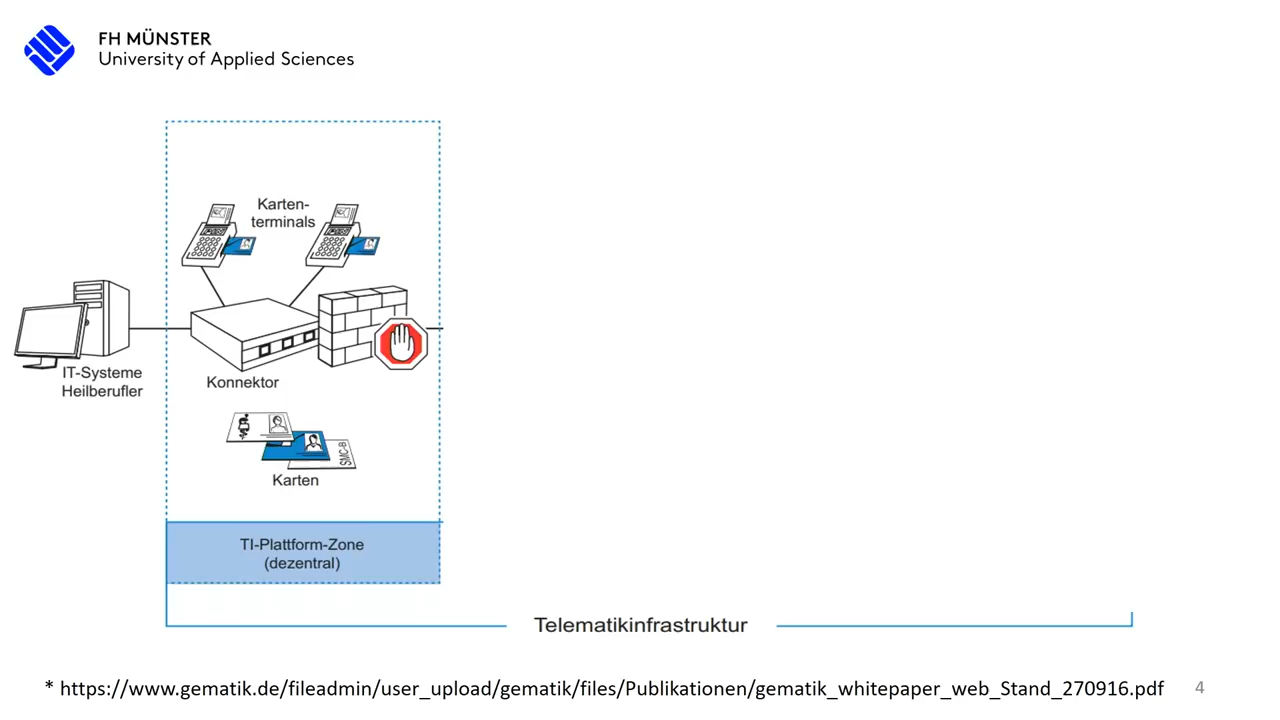 FH MÜNSTER
University of Applied Sciences
Karten-
terminals
IT-Systeme
Heilberufler
Konnektor
SMC-B
Karten
TI-Plattform-Zone
(dezentral)
Telematikinfrastruktur
* https://www.gematik.de/fileadmin/user_upload/gematik/files/Publikationen/gematik_whitepaper_web_Stand_270916.pdf
4